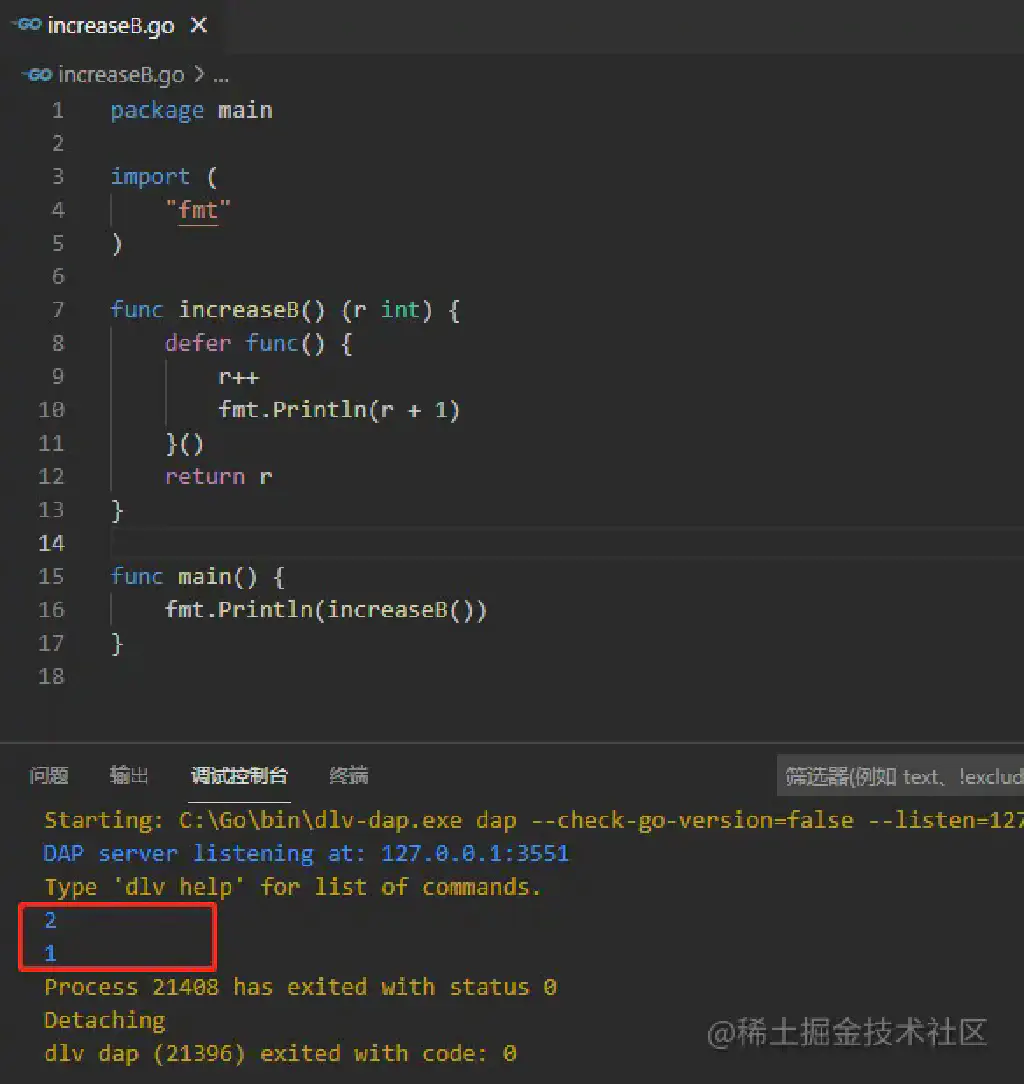 GO increaseB.go ×
GO increaseB.go > ...
1 package main
2
3 import (
4 "fmt"
5 )
6
7 func increaseB() (r int) {
8 defer func() {
9 r++
10 fmt.Println(r + 1)
11 }()
12 return r
13 }
14
15 func main() {
16 fmt.Println(increaseB())
17 }
18
问题 输出 调试控制台 终端 筛选器(例如 text、!exclud
Starting: C:\Go\bin\dlv-dap.exe dap --check-go-version=false --listen=127
DAP server listening at: 127.0.0.1:3551
Type 'dlv help' for list of commands.
2
1
Process 21408 has exited with status 0
Detaching
dlv dap (21396) exited with code: 0
@稀土掘金技术社区